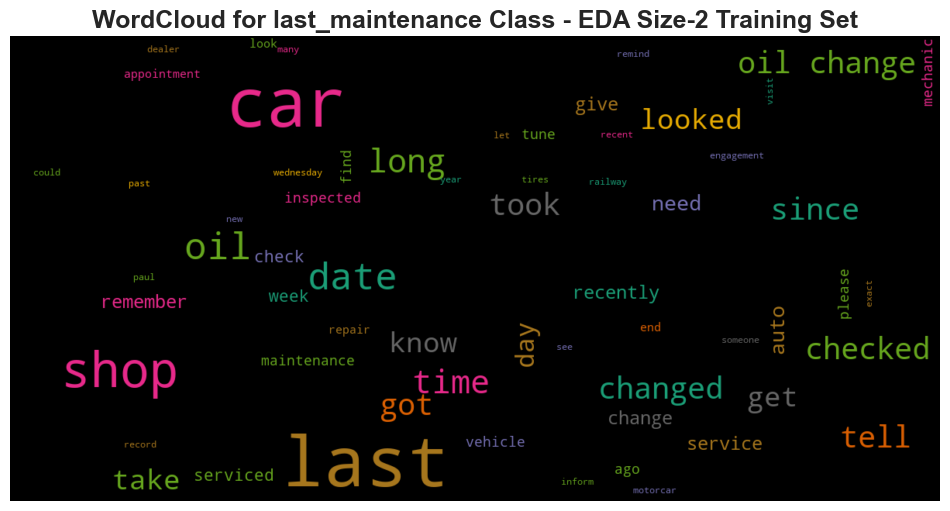 WordCloud for last_maintenance Class - EDA Size-2 Training Set
dealer
look
many
remind
oil change
mechanic
appointment
car
visit
give
looked
let
tune
recent
find
long
engagement
could
past
wednesday
year
tires
railway
inspected
took
need
since
new
oil
check
date
paul
remember
week
recently
please
exact
repair
know
day
see
end
someone
auto
checked
shop
maintenance
time
changed
get
got
change
record
last
vehicle
service
tell
take
serviced
inform
ago
motorcar